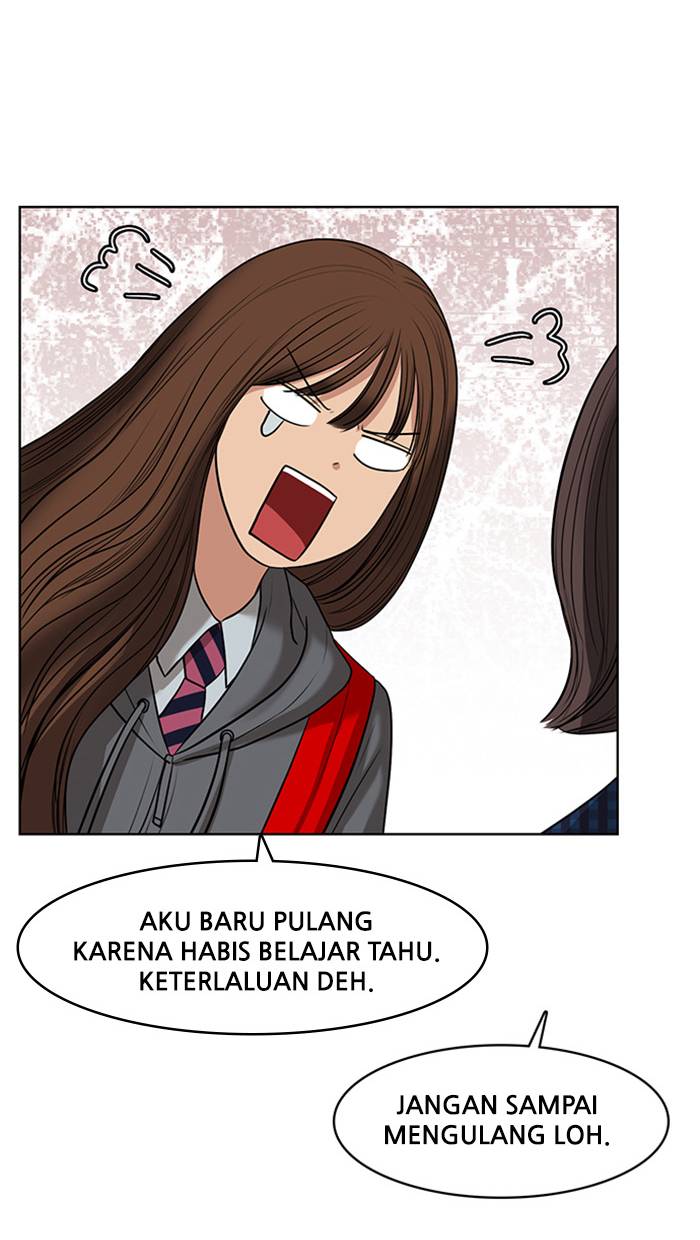 AKU BARU PULANG
KARENA HABIS BELAJAR TAHU.
KETERLALUAN DEH.
JANGAN SAMPAI
MENGULANG LOH.